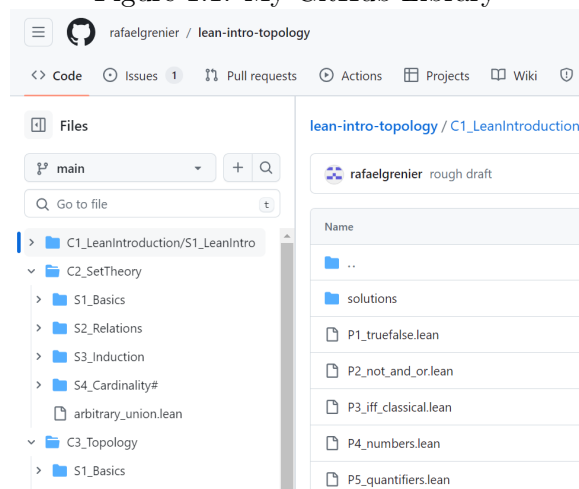 rafaelgrenier / lean-intro-topology
Code Issues 1 Pull requests Actions Projects Wiki
Files
main
Go to file t
C1_LeanIntroduction/S1_LeanIntro
C2_SetTheory
S1_Basics
S2_Relations
S3_Induction
S4_Cardinality#
arbitrary_union.lean
C3_Topology
S1_Basics
lean-intro-topology / C1_LeanIntroduction
rafaelgrenier rough draft
Name
..
solutions
P1_truefalse.lean
P2_not_and_or.lean
P3_iff_classical.lean
P4_numbers.lean
P5_quantifiers.lean